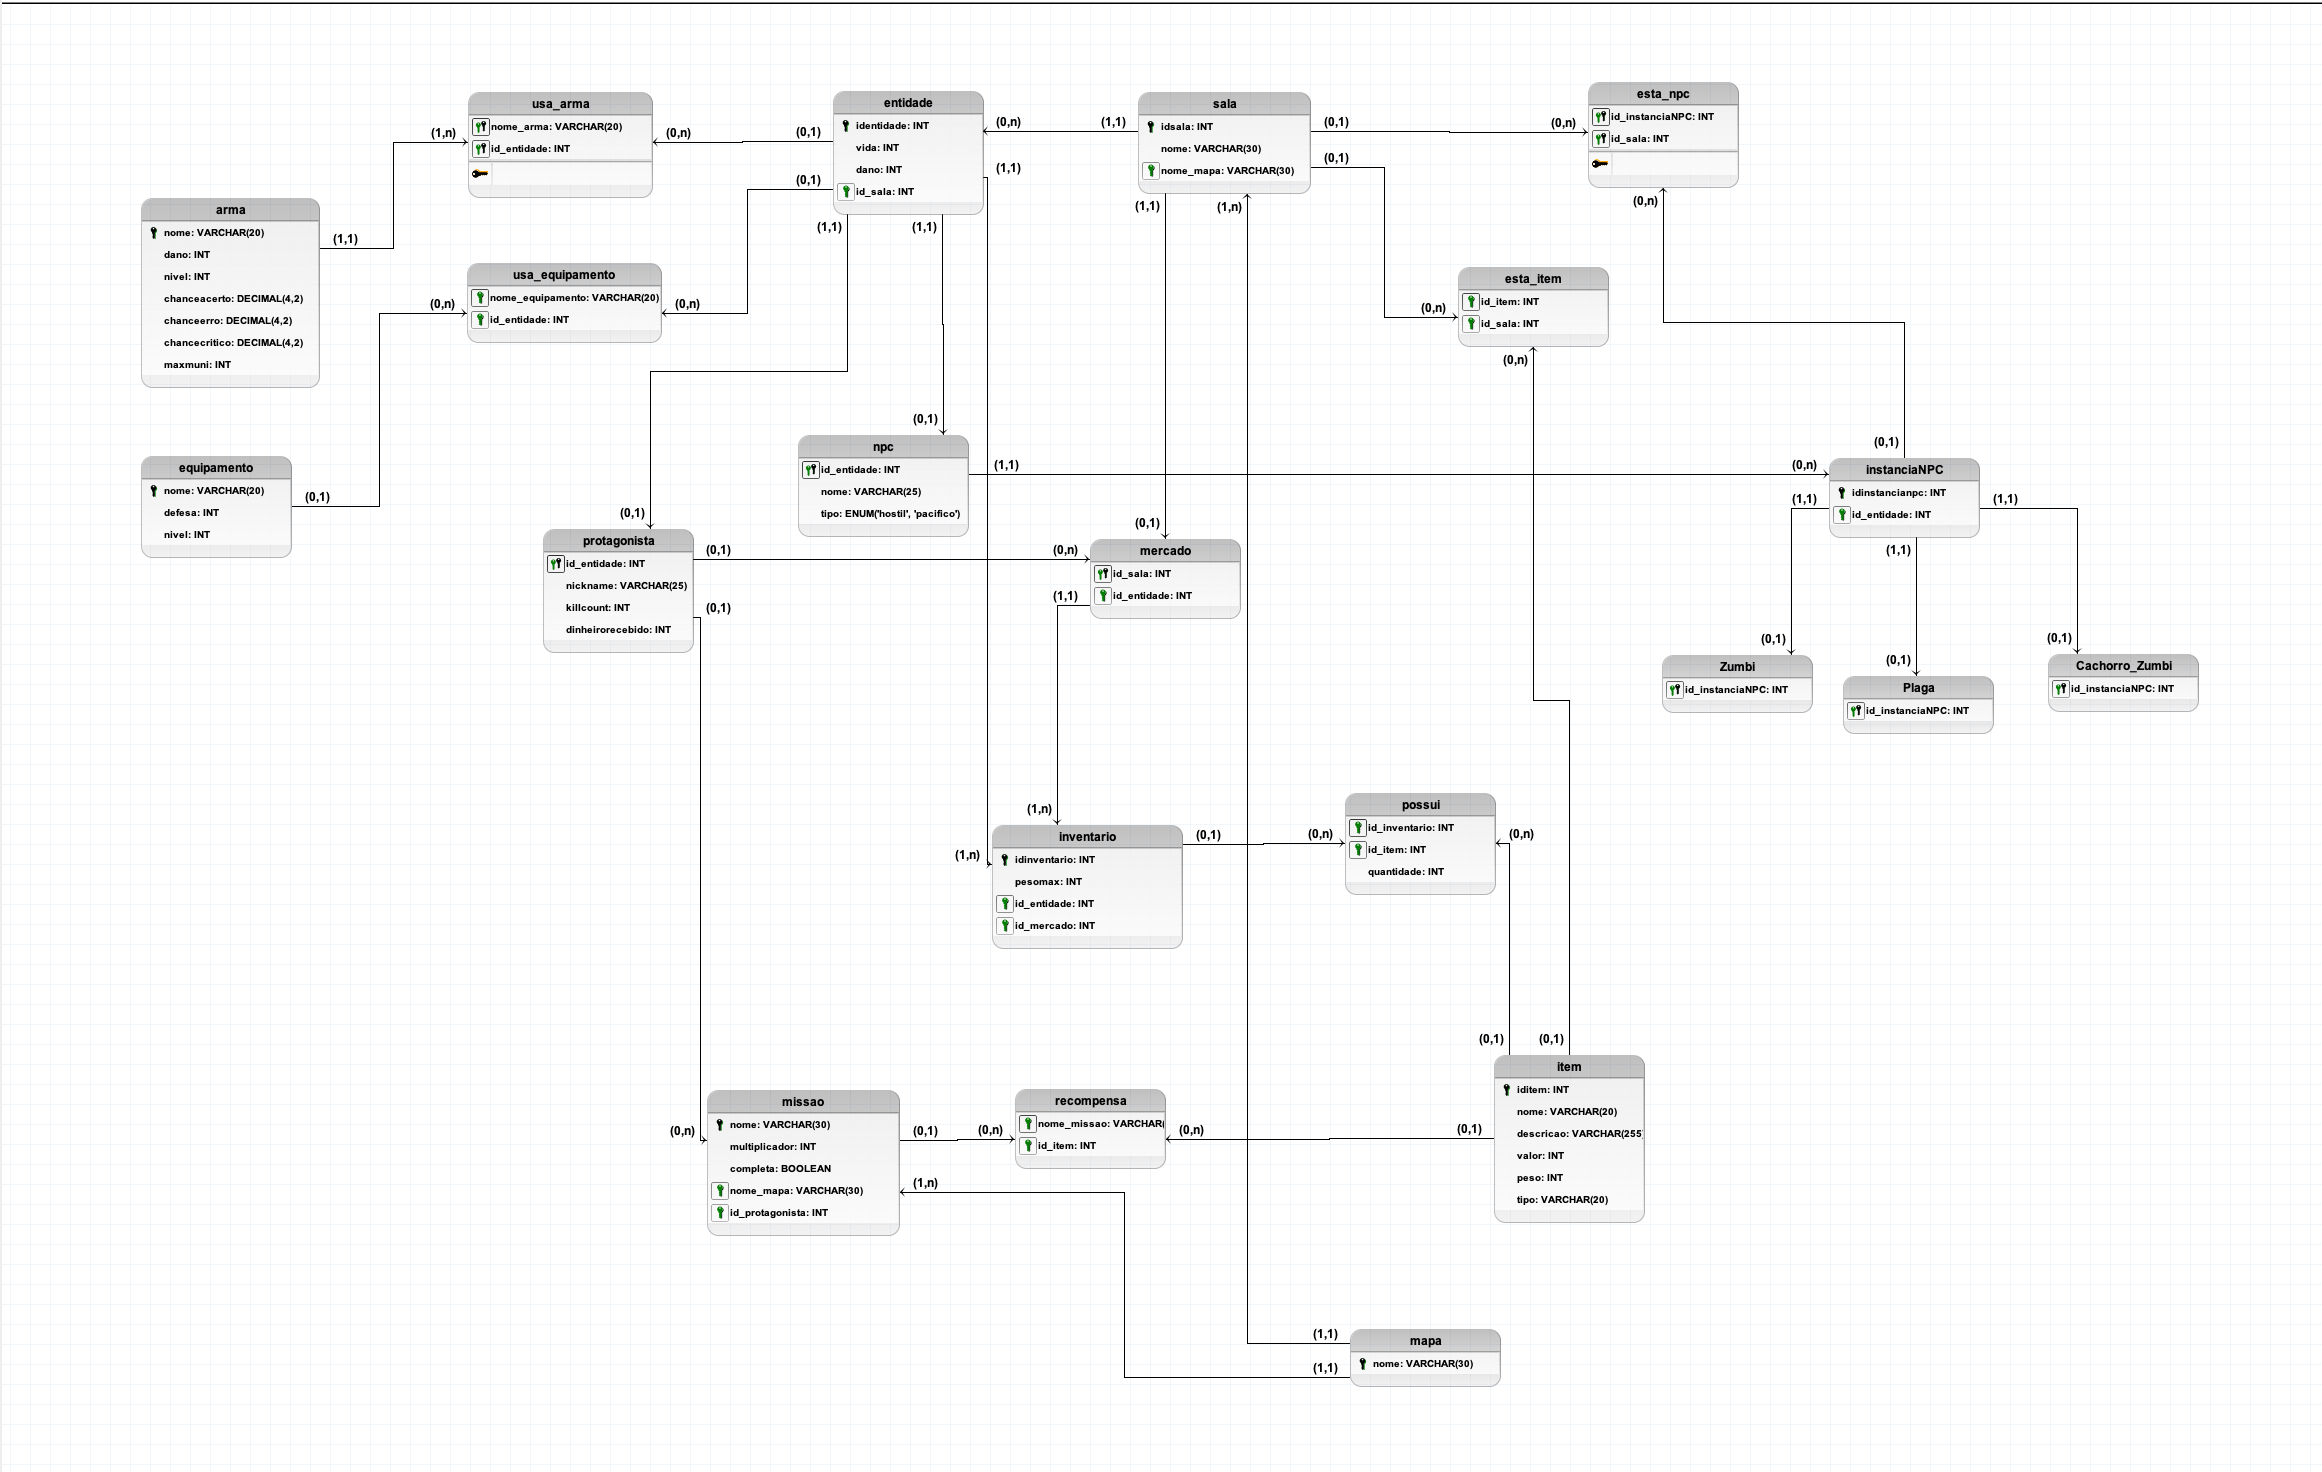 usa_arma
nome_arma: VARCHAR(20)
id_entidade: INT
(1,n)
(0,n)
(0,1)
entidade
identidade: INT
vida: INT
dano: INT
id_sala: INT
(0,1)
(0,n)
(1,1)
(1,1)
(1,1)
(1,1)
sala
idsala: INT
nome: VARCHAR(30)
nome_mapa: VARCHAR(30)
(0,1)
(0,n)
(0,1)
(1,1)
(1,n)
esta_npc
id_instanciaNPC: INT
id_sala: INT
(0,n)
arma
nome: VARCHAR(20)
dano: INT
nivel: INT
chanceacerto: DECIMAL(4,2)
chanceerro: DECIMAL(4,2)
chancecritico: DECIMAL(4,2)
maxmuni: INT
(1,1)
usa_equipamento
nome_equipamento: VARCHAR(20)
id_entidade: INT
(0,n)
(0,n)
esta_item
id_item: INT
id_sala: INT
(0,n)
(0,n)
equipamento
nome: VARCHAR(20)
defesa: INT
nivel: INT
(0,1)
(0,1)
npc
id_entidade: INT
nome: VARCHAR(25)
tipo: ENUM('hostil', 'pacifico')
(1,1)
(0,n)
(0,1)
instanciaNPC
idinstancianpc: INT
id_entidade: INT
(1,1)
(1,1)
(1,1)
(0,1)
protagonista
id_entidade: INT
nickname: VARCHAR(25)
killcount: INT
dinheirorecebido: INT
(0,1)
(0,n)
(0,1)
(0,1)
mercado
id_sala: INT
id_entidade: INT
(1,1)
(0,1)
Zumbi
id_instanciaNPC: INT
(0,1)
Plaga
id_instanciaNPC: INT
(0,1)
Cachorro_Zumbi
id_instanciaNPC: INT
(1,n)
(1,n)
inventario
idinventario: INT
pesomax: INT
id_entidade: INT
id_mercado: INT
(0,1)
(0,n)
possui
id_inventario: INT
id_item: INT
quantidade: INT
(0,n)
(0,1)
(0,1)
item
iditem: INT
nome: VARCHAR(20)
descricao: VARCHAR(255
valor: INT
peso: INT
tipo: VARCHAR(20)
(0,n)
missao
nome: VARCHAR(30)
multiplicador: INT
completa: BOOLEAN
nome_mapa: VARCHAR(30)
id_protagonista: INT
(0,1)
(0,n)
recompensa
nome_missao: VARCHAR(
id_item: INT
(0,n)
(0,1)
(1,n)
(1,1)
(1,1)
mapa
nome: VARCHAR(30)